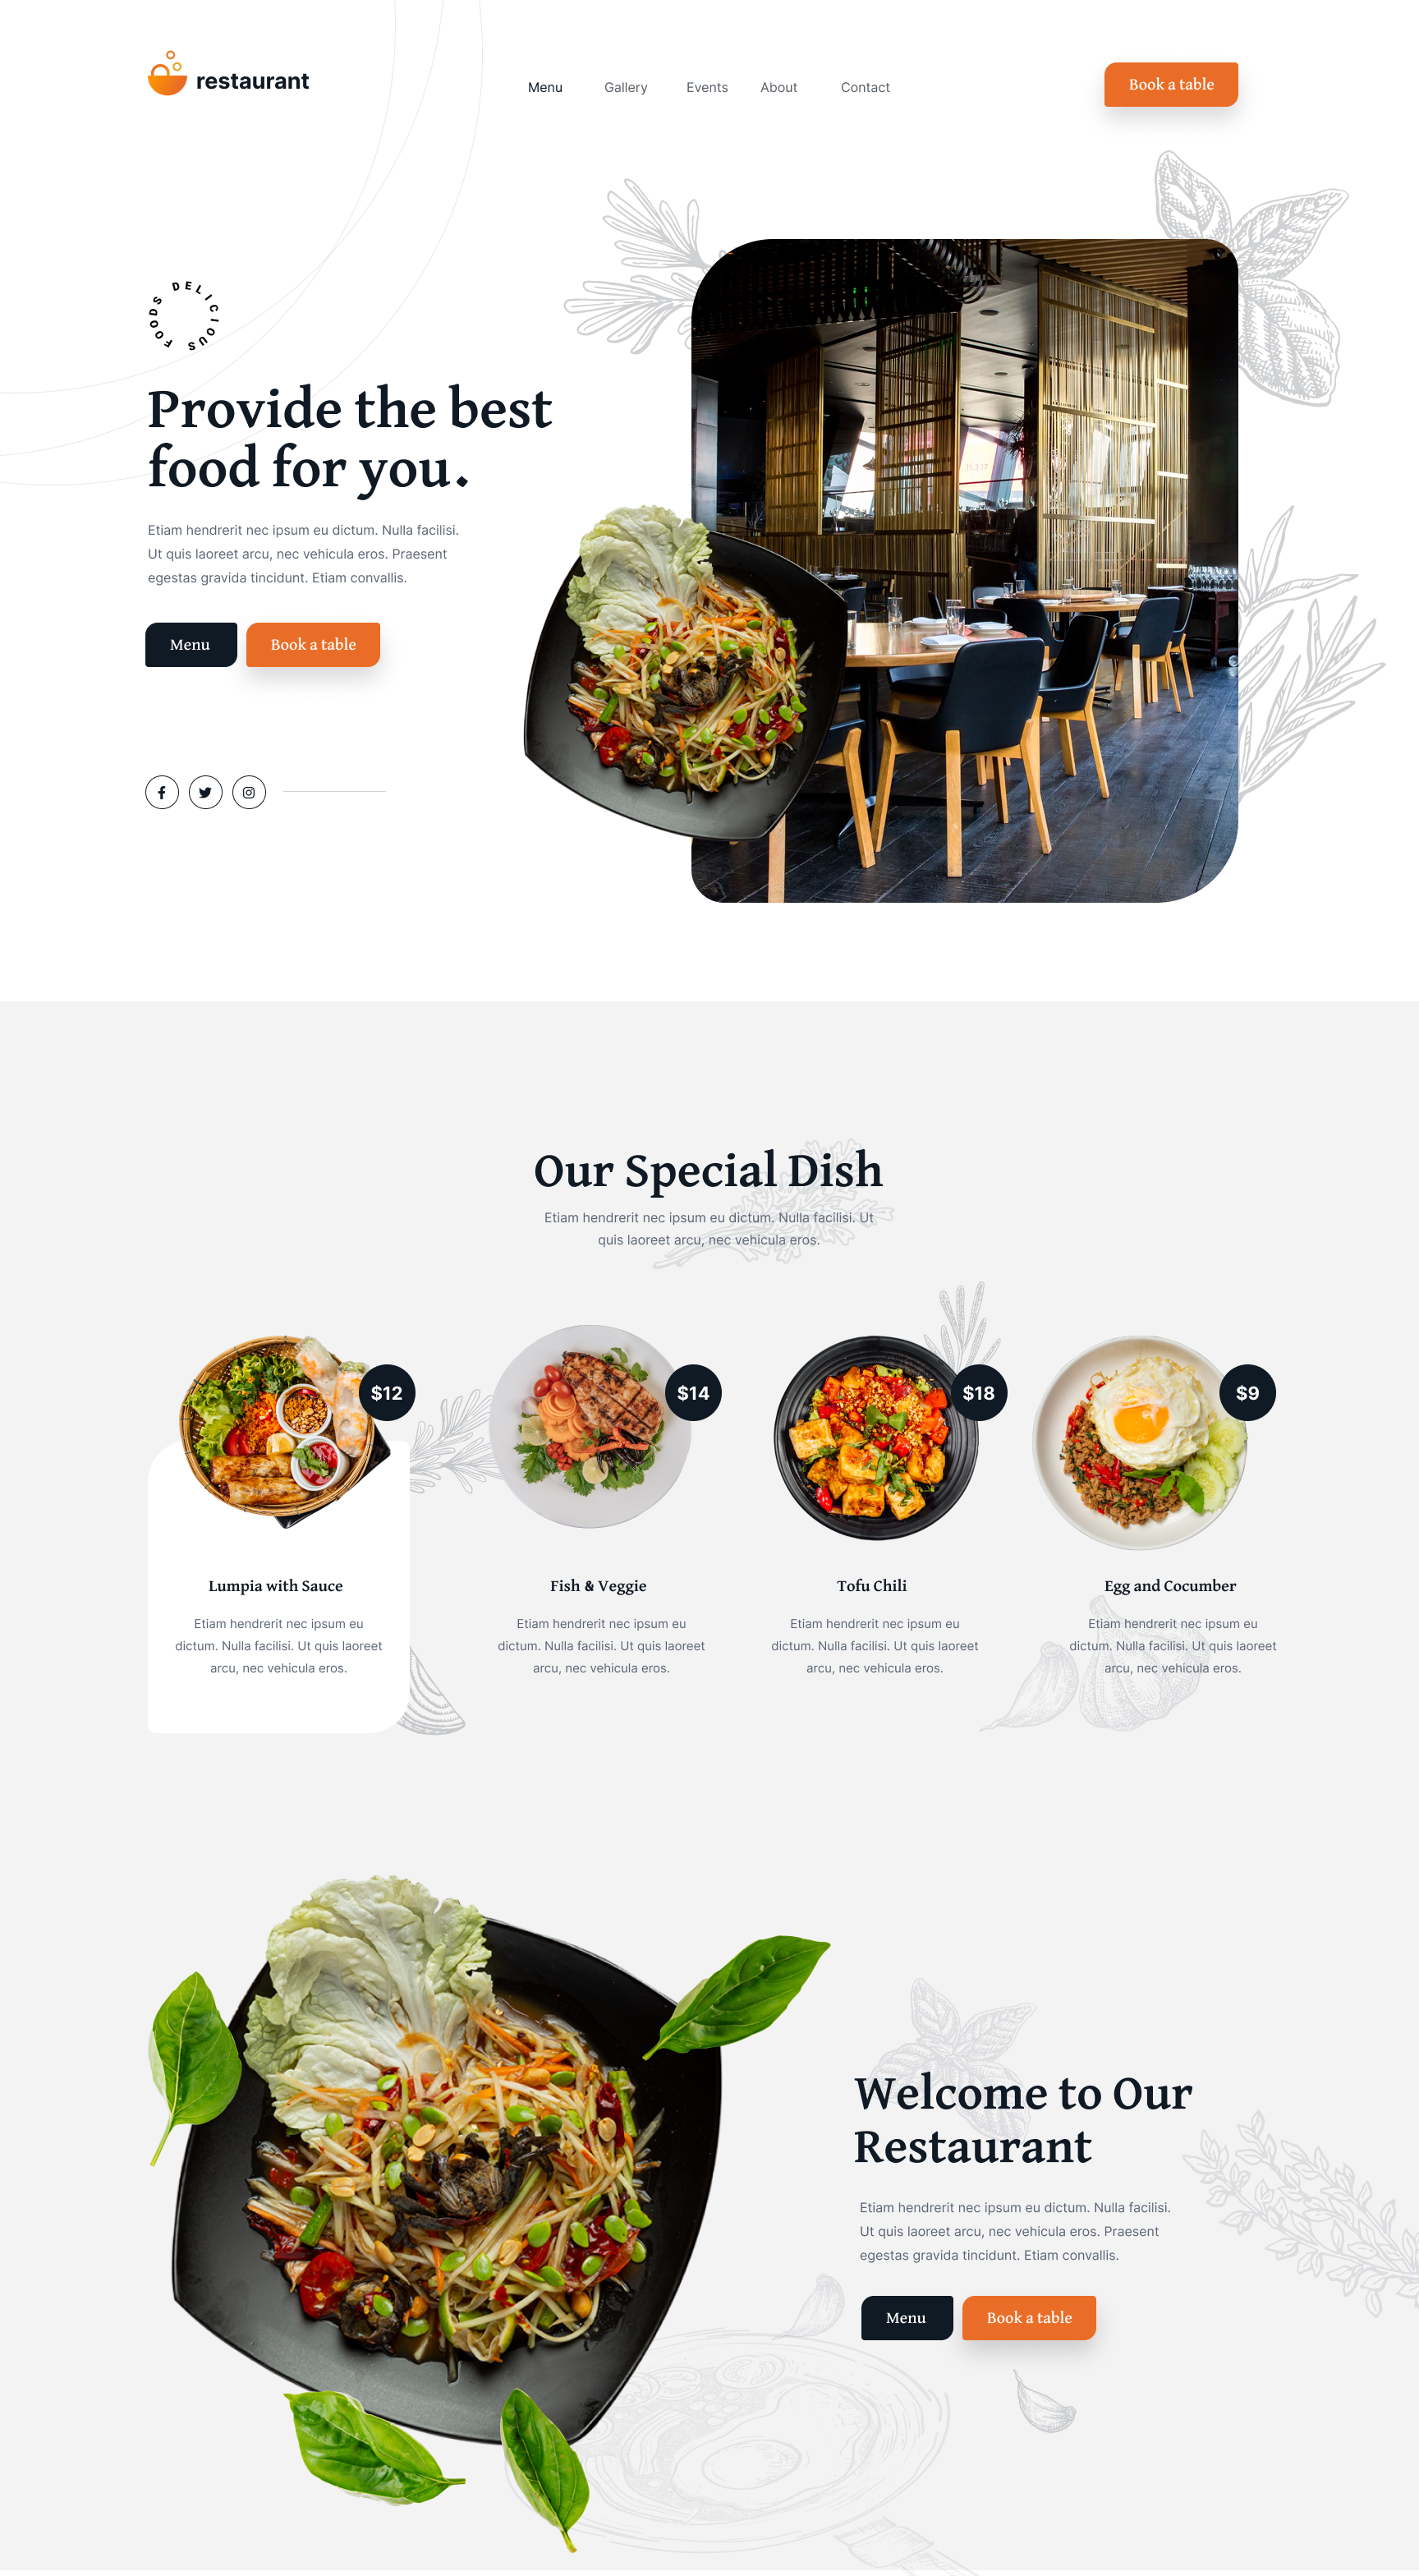 restaurant
Menu
Gallery
Events
About
Contact
Book a table
FOODS DELICIOUS
Provide the best
food for you.
Etiam hendrerit nec ipsum eu dictum. Nulla facilisi.
Ut quis laoreet arcu, nec vehicula eros. Praesent
egestas gravida tincidunt. Etiam convallis.
Menu
Book a table
Our Special Dish
Etiam hendrerit nec ipsum eu dictum. Nulla facilisi. Ut
quis laoreet arcu, nec vehicula eros.
$12
Lumpia with Sauce
Etiam hendrerit nec ipsum eu
dictum. Nulla facilisi. Ut quis laoreet
arcu, nec vehicula eros.
$14
Fish & Veggie
Etiam hendrerit nec ipsum eu
dictum. Nulla facilisi. Ut quis laoreet
arcu, nec vehicula eros.
$18
Tofu Chili
Etiam hendrerit nec ipsum eu
dictum. Nulla facilisi. Ut quis laoreet
arcu, nec vehicula eros.
$9
Egg and Cocumber
Etiam hendrerit nec ipsum eu
dictum. Nulla facilisi. Ut quis laoreet
arcu, nec vehicula eros.
Welcome to Our
Restaurant
Etiam hendrerit nec ipsum eu dictum. Nulla facilisi.
Ut quis laoreet arcu, nec vehicula eros. Praesent
egestas gravida tincidunt. Etiam convallis.
Menu
Book a table